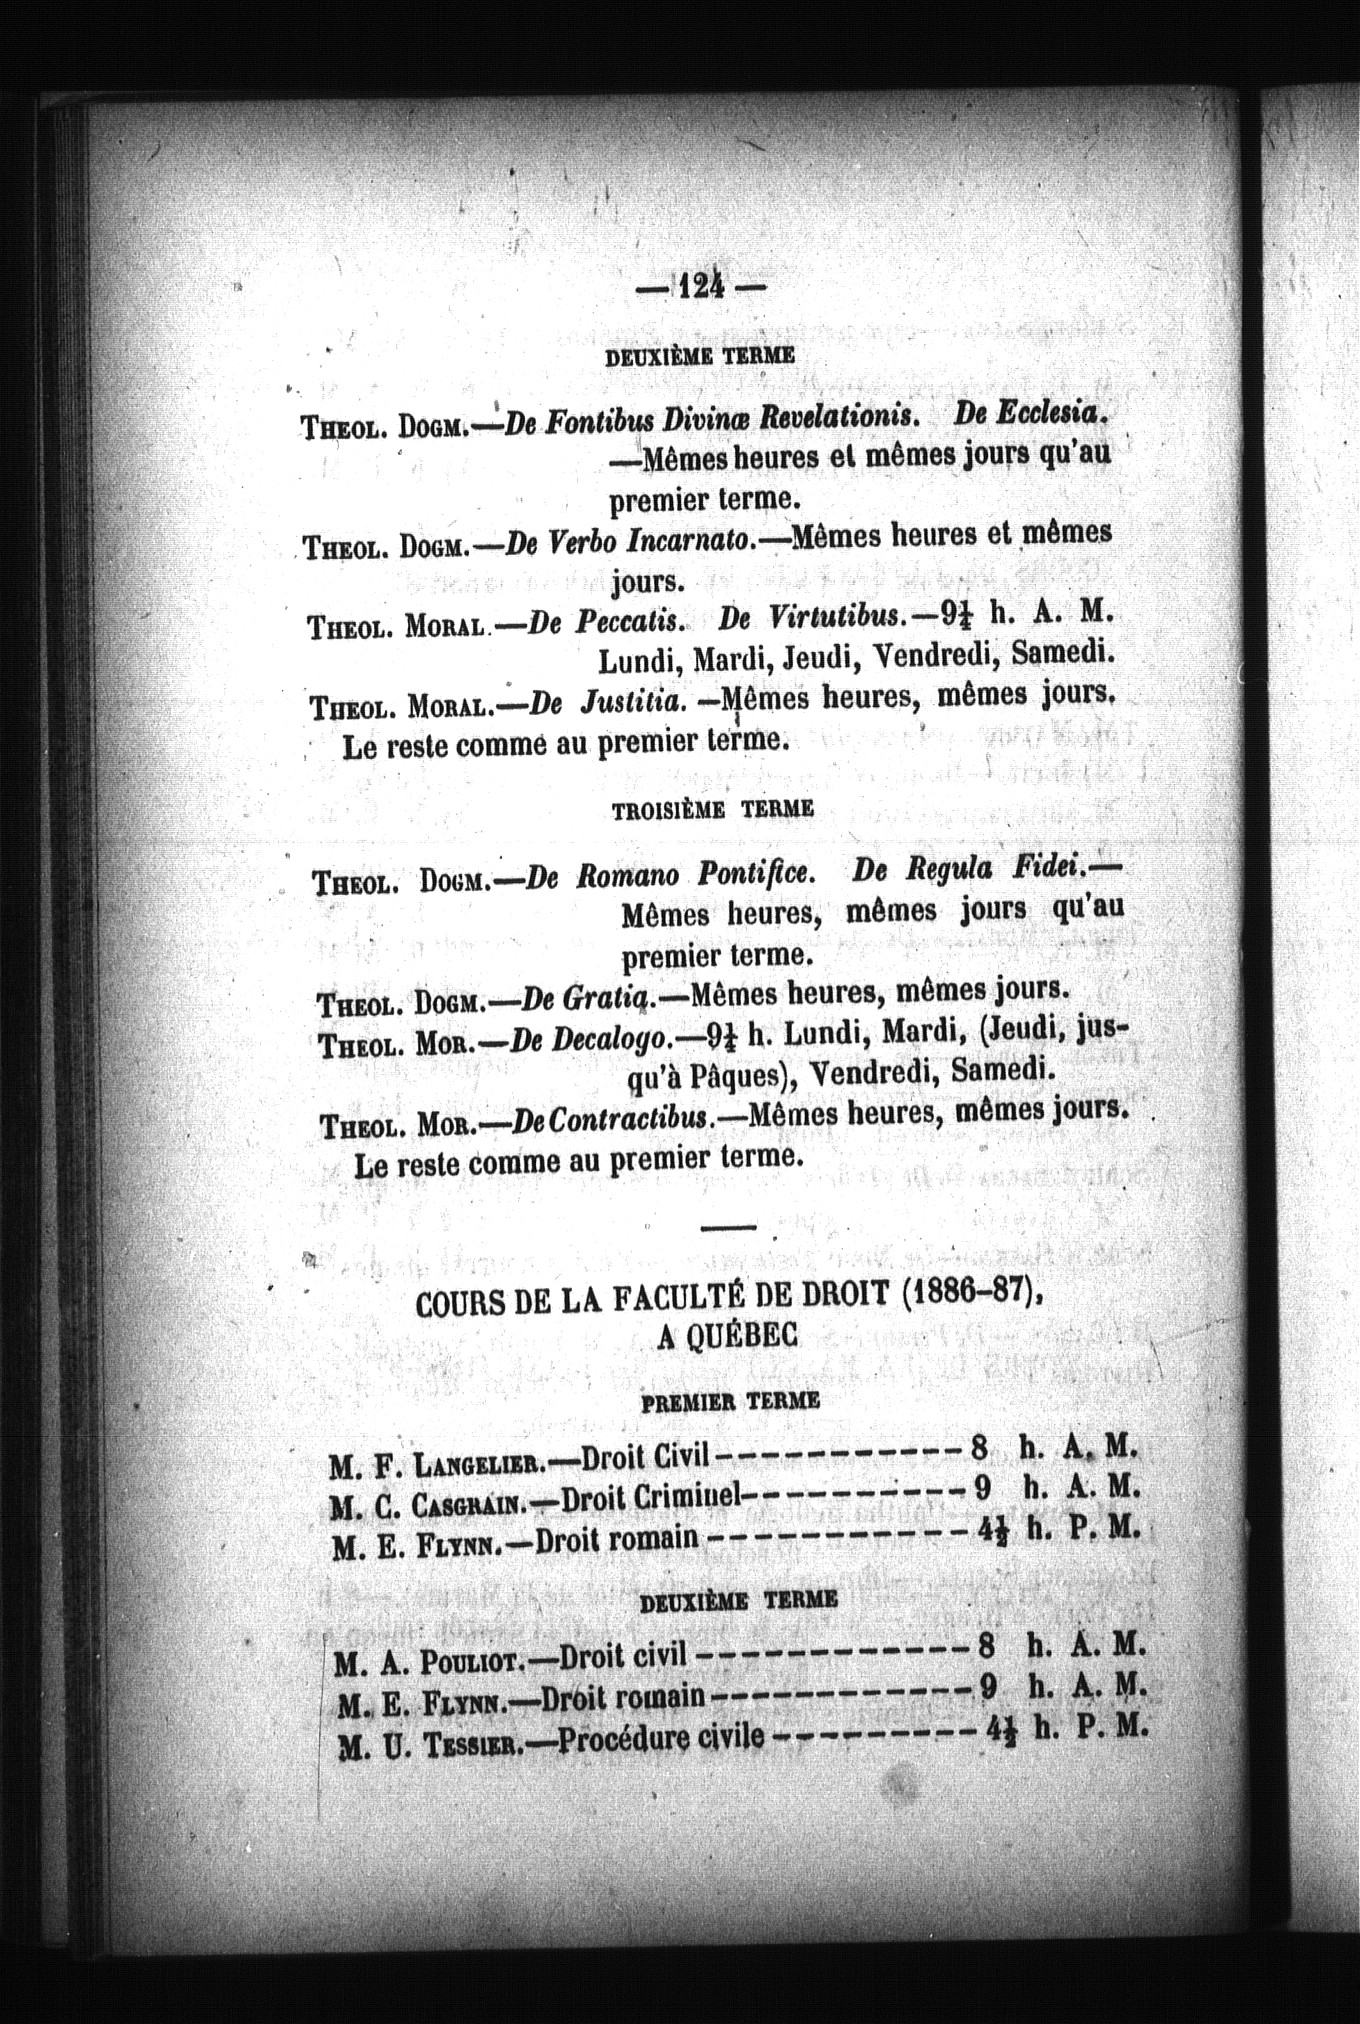 — 124 —
DEUXIÈME TERME
THEOL. DOGM.—De Fontibus Divinæ Revelationis. De Ecclesia.
—Mêmes heures et mêmes jours qu'au
premier terme.
THEOL. DOGM.—De Verbo Incarnato.—Mêmes heures et mêmes
jours.
THEOL. MORAL.—De Peccatis. De Virtutibus.—9¼ h. A. M.
Lundi, Mardi, Jeudi, Vendredi, Samedi.
THEOL. MORAL.—De Justitia. —Mêmes heures, mêmes jours.
Le reste comme au premier terme.
TROISIÈME TERME
THEOL. DOGM.—De Romano Pontifice. De Regula Fidei.—
Mêmes heures, mêmes jours qu'au
premier terme.
THEOL. DOGM.—De Gratia.—Mêmes heures, mêmes jours.
THEOL. MOR.—De Decalogo.—9¼ h. Lundi, Mardi, (Jeudi, jus-
qu'à Pâques), Vendredi, Samedi.
THEOL. MOR.—De Contractibus.—Mêmes heures, mêmes jours.
Le reste comme au premier terme.
COURS DE LA FACULTÉ DE DROIT (1886-87),
A QUÉBEC
PREMIER TERME
M. F. LANGELIER.—Droit Civil – – – – – – – – – – – 8 h. A. M.
M. C. CASGRAIN.—Droit Criminel– – – – – – – – – – 9 h. A. M.
M. E. FLYNN.—Droit romain – – – – – – – – – – – – 4½ h. P. M.
DEUXIÈME TERME
M. A. POULIOT.—Droit civil – – – – – – – – – – – – 8 h. A. M.
M. E. FLYNN.—Droit romain – – – – – – – – – – – – 9 h. A. M.
M. U. TESSIER.—Procédure civile – – – – – – – – – 4½ h. P. M.